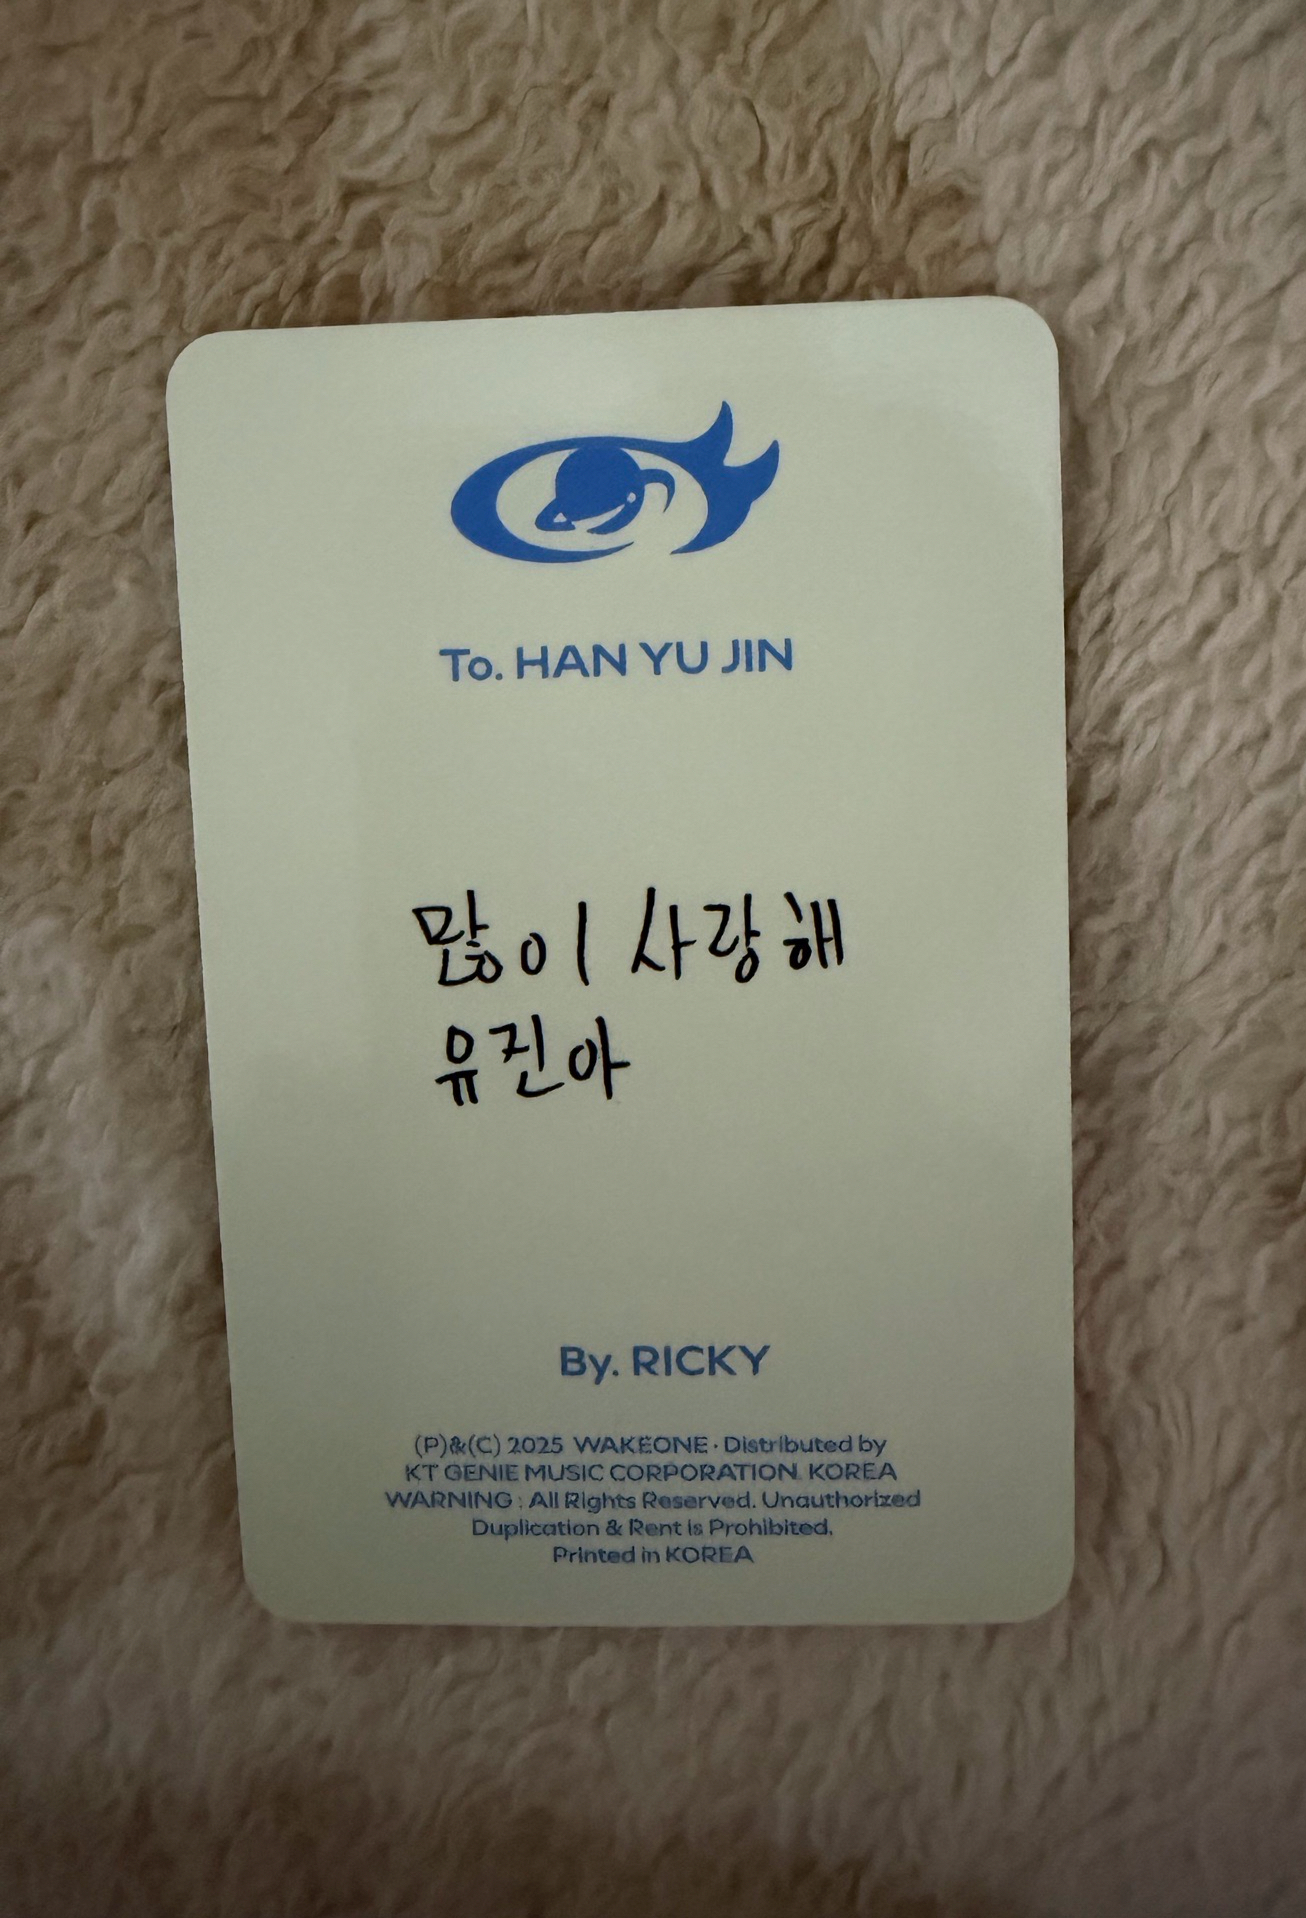 To. HAN YU JIN
많이 사랑해
유진아
By. RICKY
(P)&(C) 2025 WAKEONE · Distributed by
KT GENIE MUSIC CORPORATION. KOREA
WARNING : All Rights Reserved. Unauthorized
Duplication & Rent is Prohibited.
Printed in KOREA